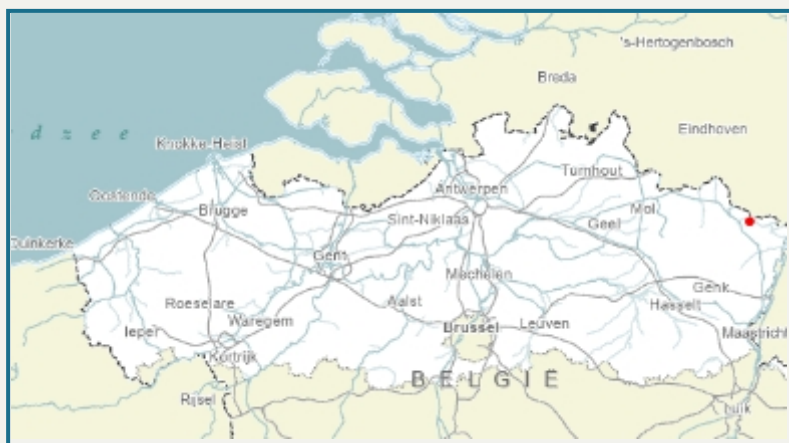 's-Hertogenbosch
Breda
dzee
Eindhoven
Knokke-Heist
Turnhout
Antwerpen
Oostende
Brugge
Sint-Niklaas
Mol
Geel
Duinkerke
Gent
Mechelen
Genk
Roeselare
Aalst
Hasselt
Waregem
Ieper
Brussel
Leuven
Maastricht
Kortrijk
BELGIË
Rijsel
Luik